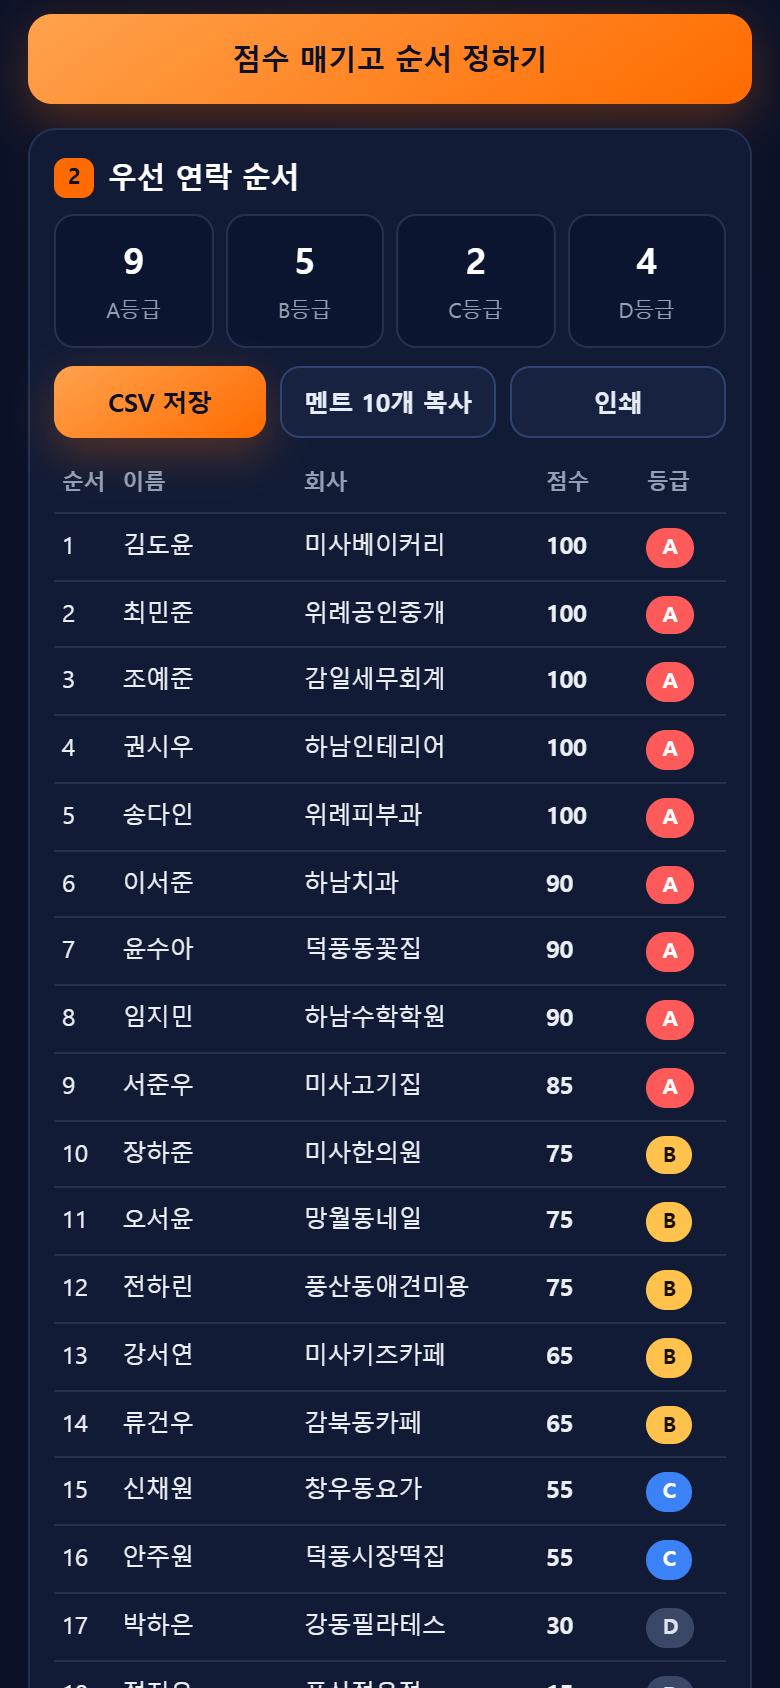 점수 매기고 순서 정하기
2 우선 연락 순서
9 5 2 4
A등급 B등급 C등급 D등급
CSV 저장 멘트 10개 복사 인쇄
순서 이름 회사 점수 등급
1 김도윤 미사베이커리 100 A
2 최민준 위례공인중개 100 A
3 조예준 감일세무회계 100 A
4 권시우 하남인테리어 100 A
5 송다인 위례피부과 100 A
6 이서준 하남치과 90 A
7 윤수아 덕풍동꽃집 90 A
8 임지민 하남수학학원 90 A
9 서준우 미사고기집 85 A
10 장하준 미사한의원 75 B
11 오서윤 망월동네일 75 B
12 전하린 풍산동애견미용 75 B
13 강서연 미사키즈카페 65 B
14 류건우 감북동카페 65 B
15 신채원 창우동요가 55 C
16 안주원 덕풍시장떡집 55 C
17 박하은 강동필라테스 30 D